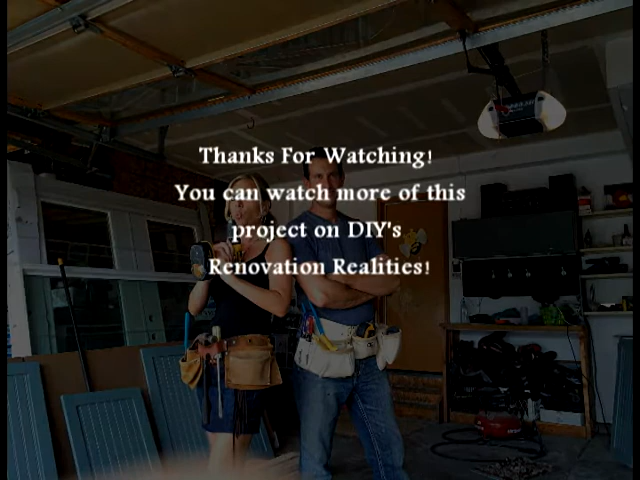 Thanks For Watching!
You can watch more of this
project on DIY's
Renovation Realities!